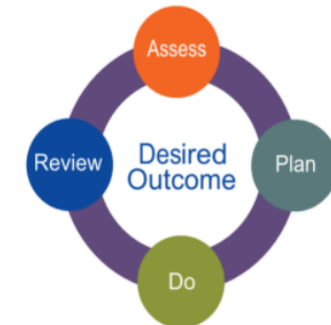 Assess
Review
Desired
Outcome
Plan
Do